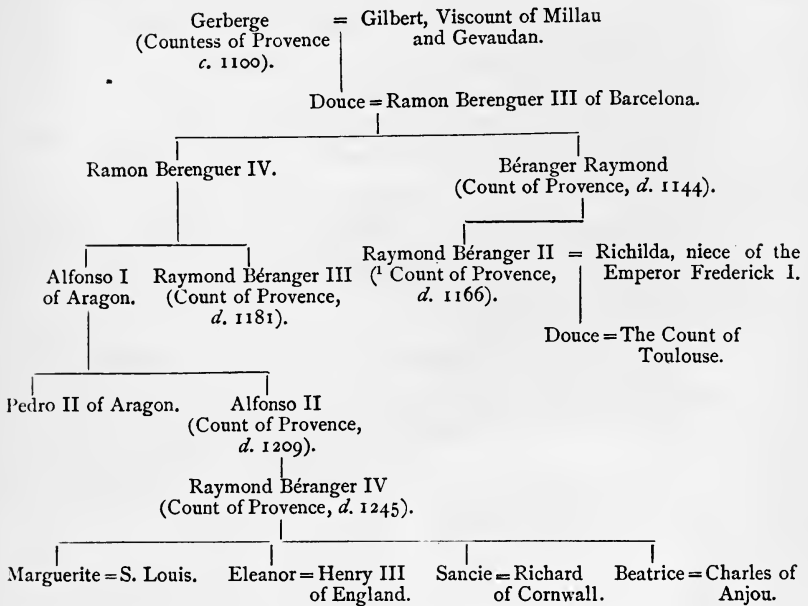 Gerberge = Gilbert, Viscount of Millau
(Countess of Provence and Gevaudan.
c. 1100).
Douce = Ramon Berenguer III of Barcelona.
Ramon Berenguer IV. Béranger Raymond
(Count of Provence, d. 1144).
Alfonso I Raymond Béranger III Raymond Béranger II = Richilda, niece of the
of Aragon. (Count of Provence, (¹ Count of Provence, Emperor Frederick I.
d. 1181). d. 1166).
Douce = The Count of
Toulouse.
Pedro II of Aragon. Alfonso II
(Count of Provence,
d. 1209).
Raymond Béranger IV
(Count of Provence, d. 1245).
Marguerite = S. Louis. Eleanor = Henry III Sancie = Richard Beatrice = Charles of
of England. of Cornwall. Anjou.